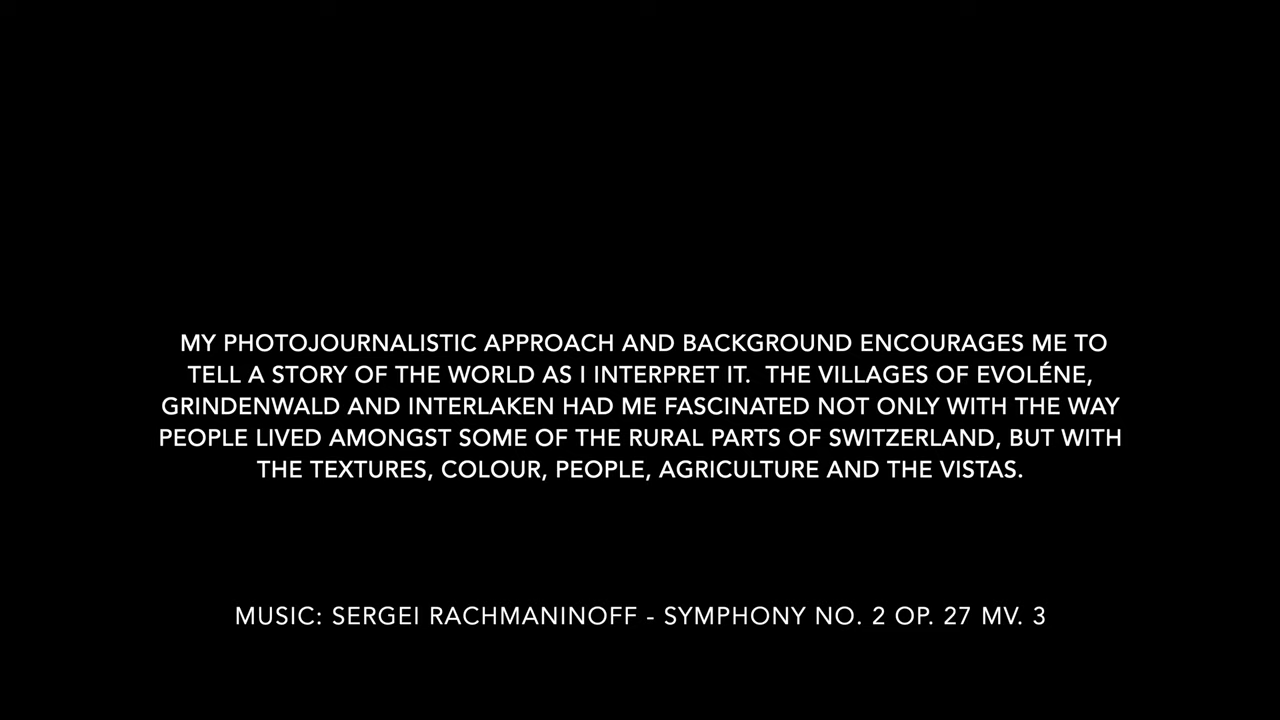 MY PHOTOJOURNALISTIC APPROACH AND BACKGROUND ENCOURAGES ME TO
TELL A STORY OF THE WORLD AS I INTERPRET IT.  THE VILLAGES OF EVOLÉNE,
GRINDENWALD AND INTERLAKEN HAD ME FASCINATED NOT ONLY WITH THE WAY
PEOPLE LIVED AMONGST SOME OF THE RURAL PARTS OF SWITZERLAND, BUT WITH
THE TEXTURES, COLOUR, PEOPLE, AGRICULTURE AND THE VISTAS.
MUSIC: SERGEI RACHMANINOFF - SYMPHONY NO. 2 OP. 27 MV. 3